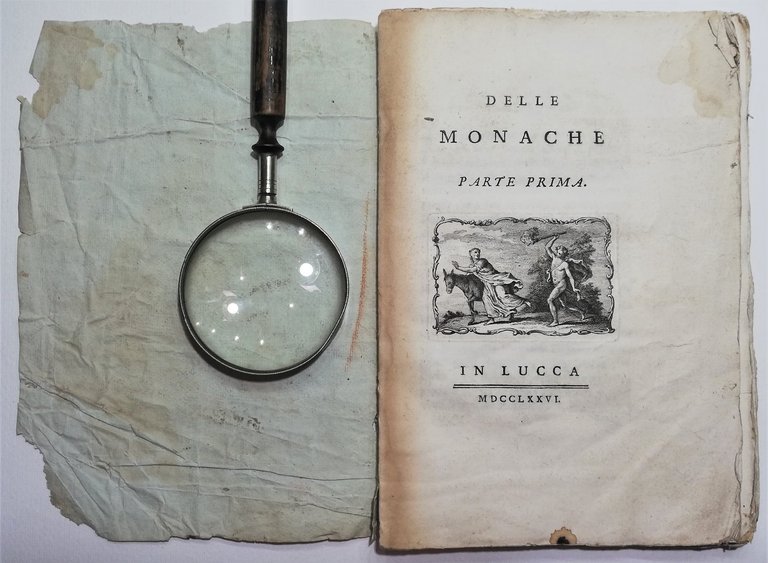 DELLE
MONACHE
PARTE PRIMA.
IN LUCCA
MDCCLXXVI.